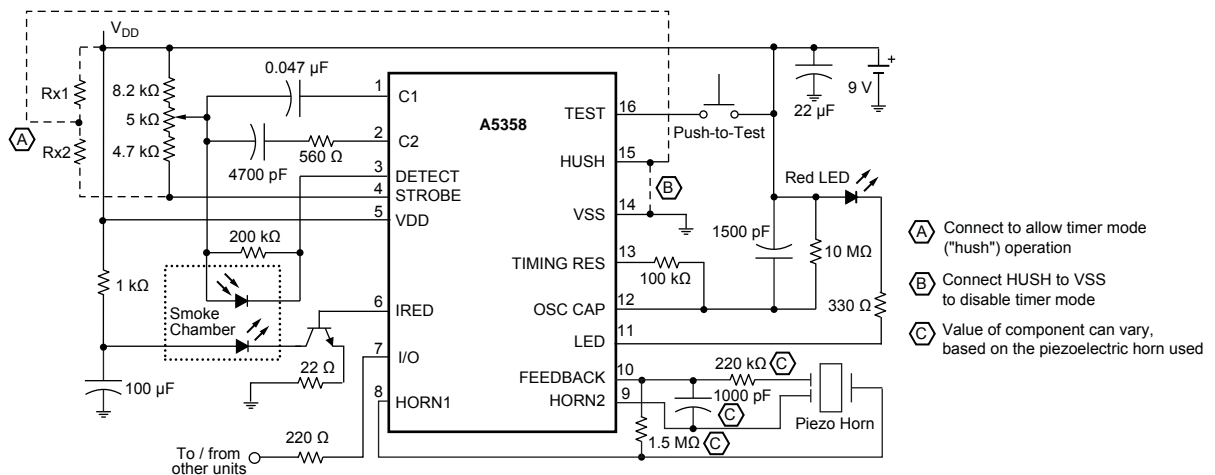 VDD
0.047 µF
8.2 kΩ
Rx1
5 kΩ
A
Rx2
4.7 kΩ
4700 pF
560 Ω
200 kΩ
1 kΩ
Smoke
Chamber
100 µF
22 Ω
220 Ω
To / from
other units
A5358
1
C1
2
C2
3
DETECT
4
STROBE
5
VDD
6
IRED
7
I/O
8
HORN1
TEST
16
HUSH
15
VSS
14
TIMING RES
13
OSC CAP
12
LED
11
FEEDBACK
10
HORN2
9
Push-to-Test
22 µF
+
9 V
B
Red LED
1500 pF
10 MΩ
100 kΩ
330 Ω
220 kΩ C
1000 pF
C
1.5 MΩ C
Piezo Horn
A Connect to allow timer mode
("hush") operation
B Connect HUSH to VSS
to disable timer mode
C Value of component can vary,
based on the piezoelectric horn used